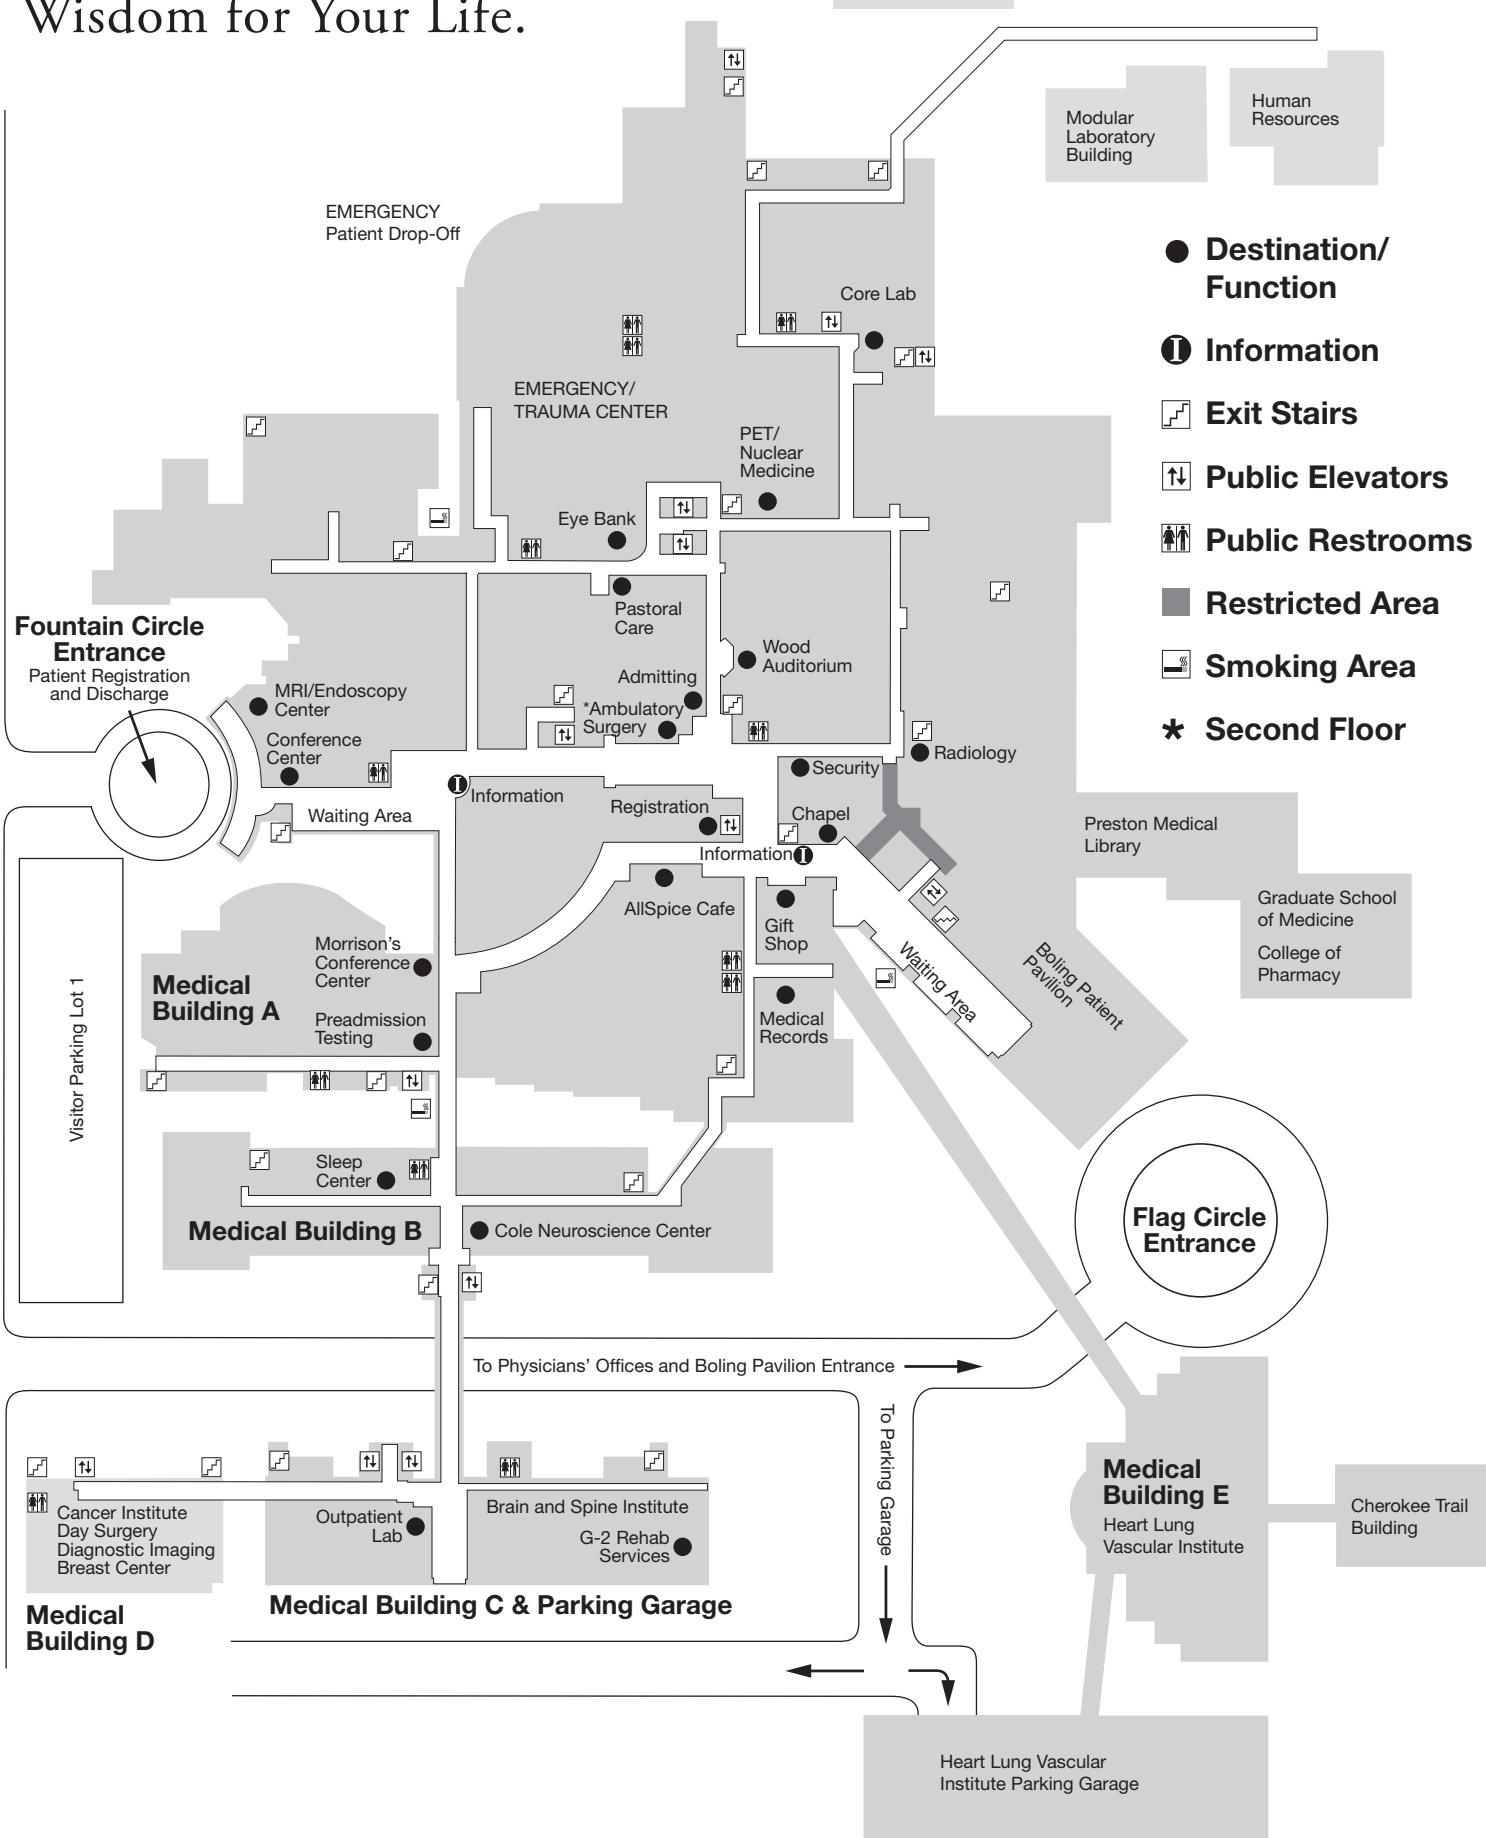 Wisdom for Your Life.
Modular
Laboratory
Building
Human
Resources
EMERGENCY
Patient Drop-Off
Destination/
Function
Information
Exit Stairs
Public Elevators
Public Restrooms
Restricted Area
Smoking Area
* Second Floor
Core Lab
EMERGENCY/
TRAUMA CENTER
PET/
Nuclear
Medicine
Eye Bank
Pastoral
Care
Wood
Auditorium
Admitting
*Ambulatory
Surgery
Fountain Circle
Entrance
Patient Registration
and Discharge
MRI/Endoscopy
Center
Conference
Center
Radiology
Security
Information
Registration
Chapel
Waiting Area
Information
Preston Medical
Library
AllSpice Cafe
Gift
Shop
Graduate School
of Medicine
College of
Pharmacy
Waiting Area
Boling Patient
Pavilion
Morrison's
Conference
Center
Medical
Building A
Preadmission
Testing
Medical
Records
Visitor Parking Lot 1
Sleep
Center
Medical Building B
Cole Neuroscience Center
Flag Circle
Entrance
To Physicians' Offices and Boling Pavilion Entrance
To Parking Garage
Medical
Building E
Heart Lung
Vascular Institute
Cherokee Trail
Building
Cancer Institute
Day Surgery
Diagnostic Imaging
Breast Center
Outpatient
Lab
Brain and Spine Institute
G-2 Rehab
Services
Medical
Building D
Medical Building C & Parking Garage
Heart Lung Vascular
Institute Parking Garage